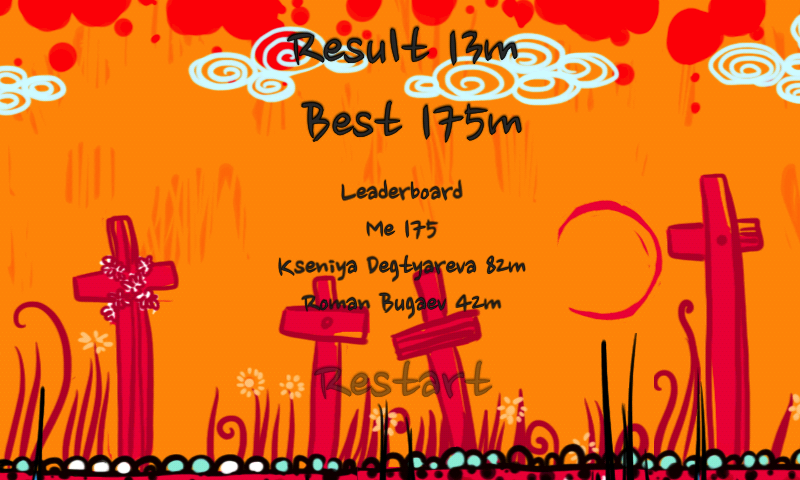 Result 13m
Best 175m
Leaderboard
Me 175
Kseniya Degtyareva 82m
Roman Bugaev 42m
Restart